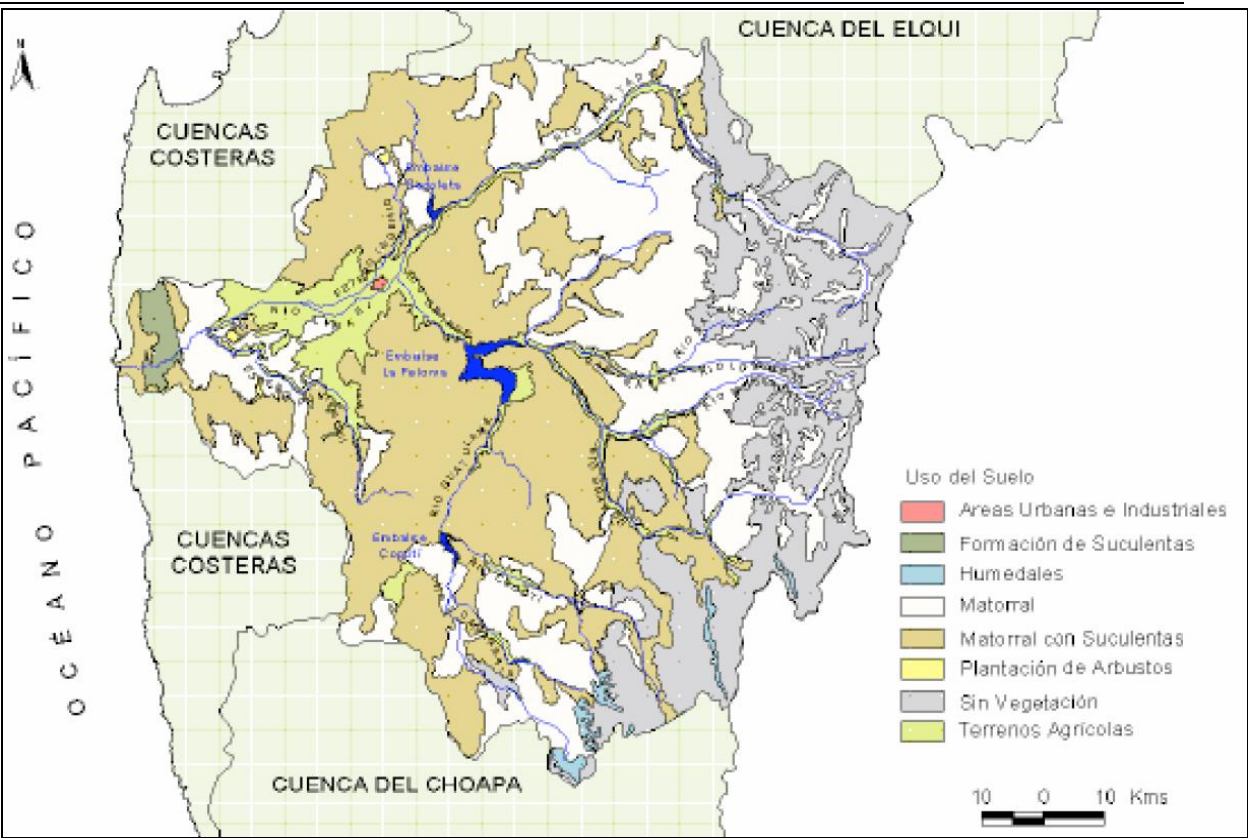 N
CUENCA DEL ELQUI
CUENCAS
COSTERAS
OCÉANO PACÍFICO
Embalse
Embalse
La Paloma
RIO
RIO GUATULAME
CUENCAS
COSTERAS
Embalse
Cogotí
CUENCA DEL CHOAPA
Uso del Suelo
Areas Urbanas e Industriales
Formación de Suculentas
Humedales
Matorral
Matorral con Suculentas
Plantación de Arbustos
Sin Vegetación
Terrenos Agrícolas
10 0 10 Kms